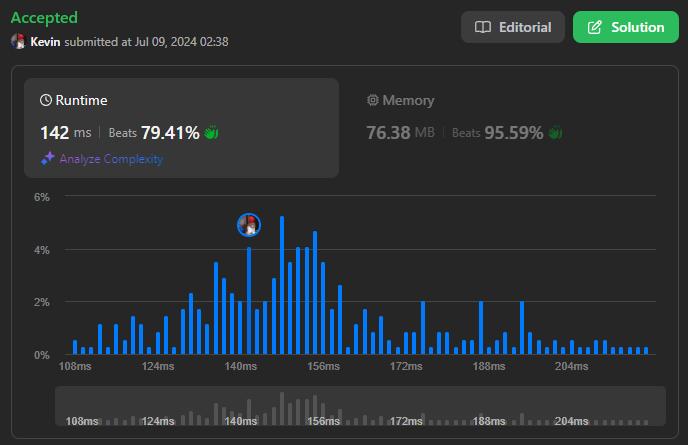 Accepted
Editorial
Solution
Kevin submitted at Jul 09, 2024 02:38
Runtime
Memory
142 ms | Beats 79.41%
76.38 MB | Beats 95.59%
Analyze Complexity
6%
4%
2%
0%
108ms 124ms 140ms 156ms 172ms 188ms 204ms
108ms 124ms 140ms 156ms 172ms 188ms 204ms